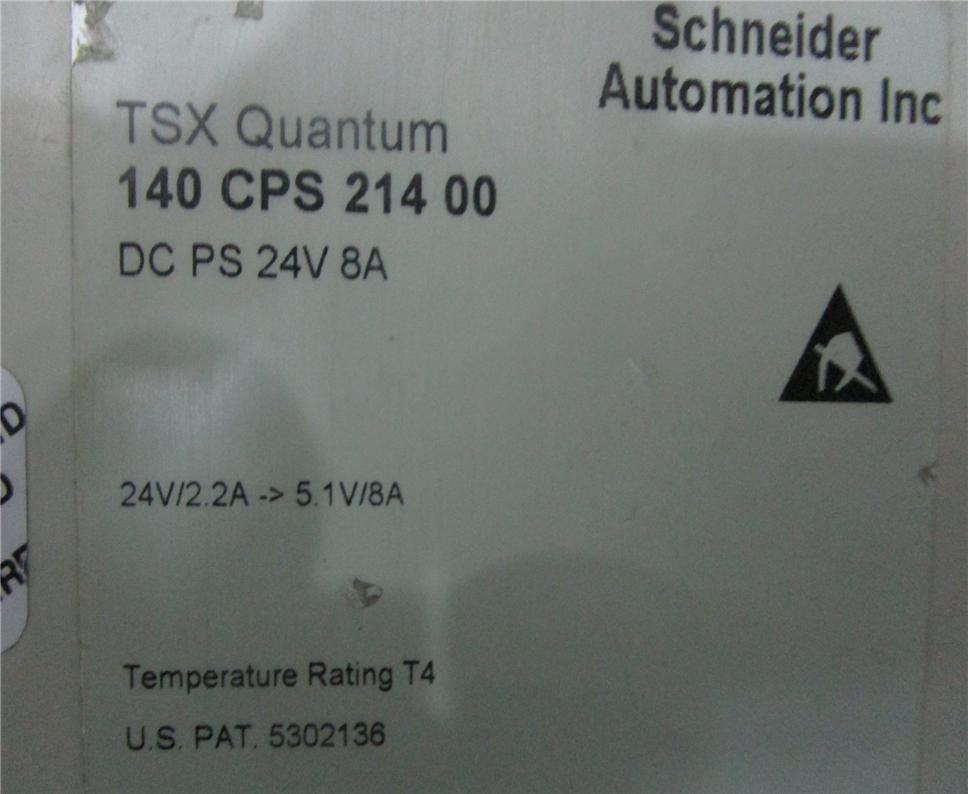 Schneider
Automation Inc
TSX Quantum
140 CPS 214 00
DC PS 24V 8A
24V/2.2A -> 5.1V/8A
Temperature Rating T4
U.S. PAT. 5302136